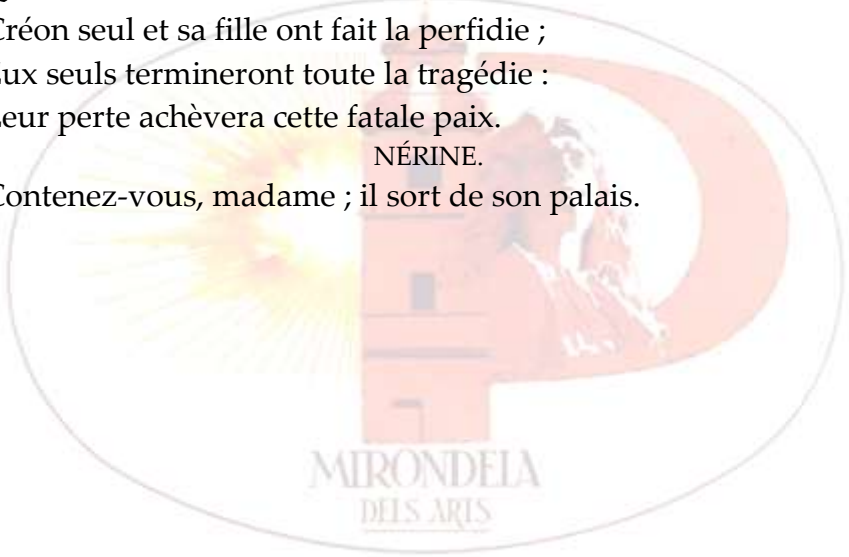 Créon seul et sa fille ont fait la perfidie ;
Eux seuls termineront toute la tragédie :
Leur perte achèvera cette fatale paix.
NÉRINE.
Contenez-vous, madame ; il sort de son palais.
MIRONDELA
DELS ARTS